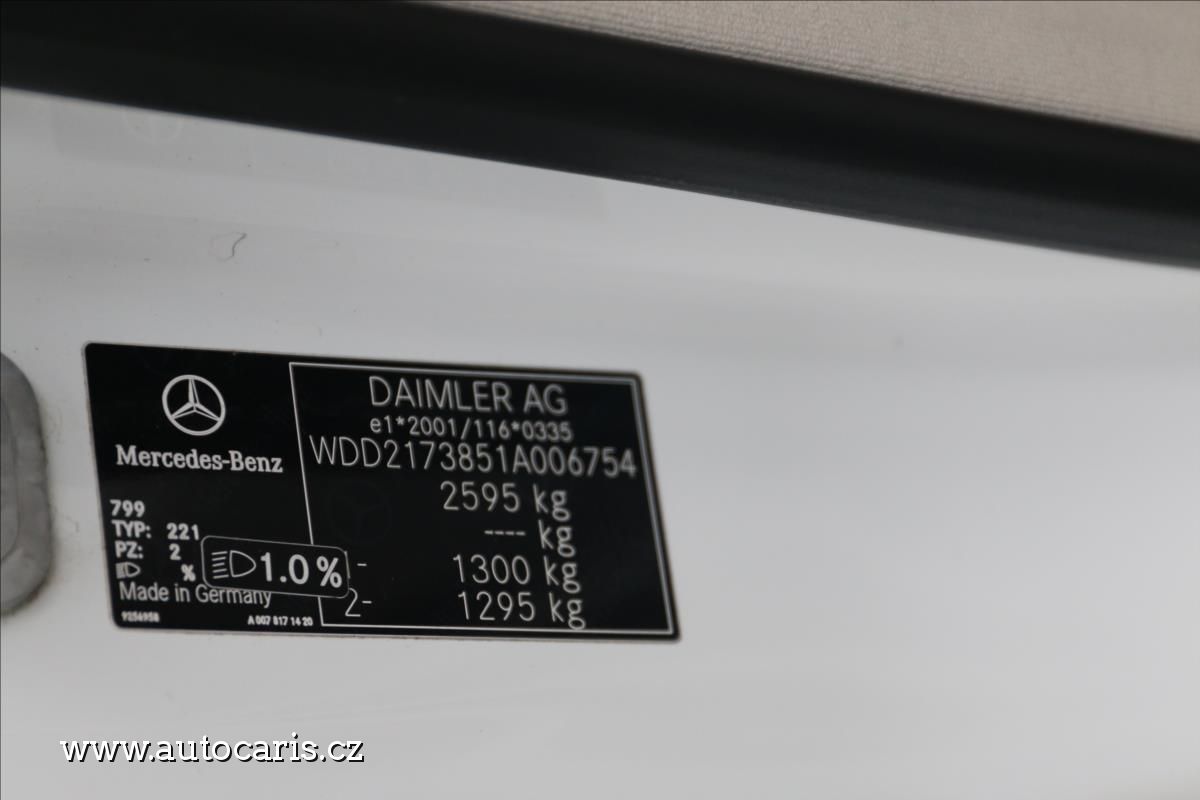 Mercedes-Benz
799
TYP: 221
PZ: 2
%
1.0 %
Made in Germany
9256958
A 007 817 14 20
DAIMLER AG
e1*2001/116*0335
WDD2173851A006754
2595 kg
---- kg
- 1300 kg
2- 1295 kg
www.autocaris.cz